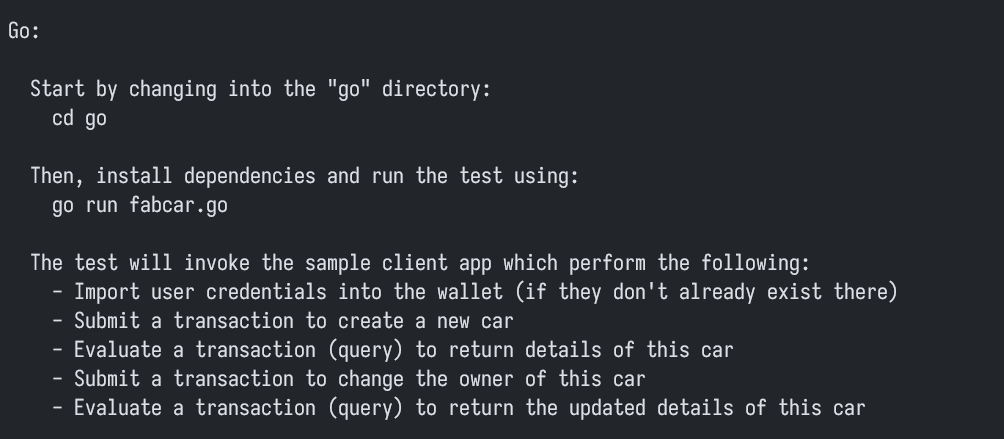 Go:
Start by changing into the "go" directory:
cd go
Then, install dependencies and run the test using:
go run fabcar.go
The test will invoke the sample client app which perform the following:
- Import user credentials into the wallet (if they don't already exist there)
- Submit a transaction to create a new car
- Evaluate a transaction (query) to return details of this car
- Submit a transaction to change the owner of this car
- Evaluate a transaction (query) to return the updated details of this car